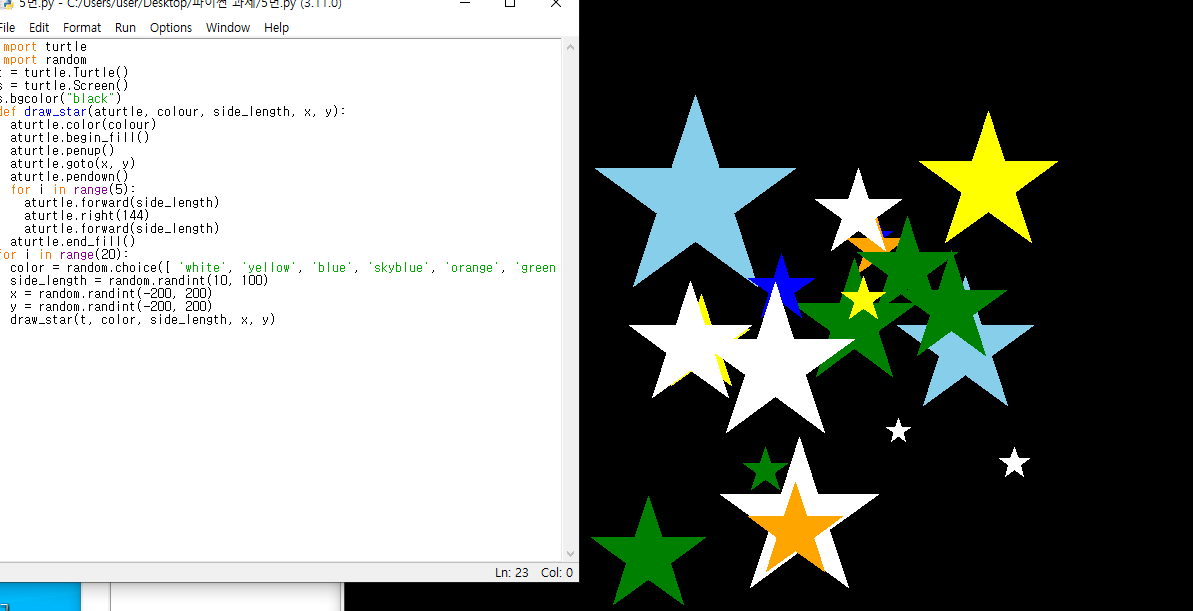 5번.py - C:/Users/user/Desktop/파이썬 과제/5번.py (3.11.0)
File Edit Format Run Options Window Help
mport turtle
mport random
t = turtle.Turtle()
s = turtle.Screen()
s.bgcolor("black")
def draw_star(aturtle, colour, side_length, x, y):
  aturtle.color(colour)
  aturtle.begin_fill()
  aturtle.penup()
  aturtle.goto(x, y)
  aturtle.pendown()
  for i in range(5):
    aturtle.forward(side_length)
    aturtle.right(144)
    aturtle.forward(side_length)
  aturtle.end_fill()
for i in range(20):
  color = random.choice([ 'white', 'yellow', 'blue', 'skyblue', 'orange', 'green
  side_length = random.randint(10, 100)
  x = random.randint(-200, 200)
  y = random.randint(-200, 200)
  draw_star(t, color, side_length, x, y)
Ln: 23 Col: 0